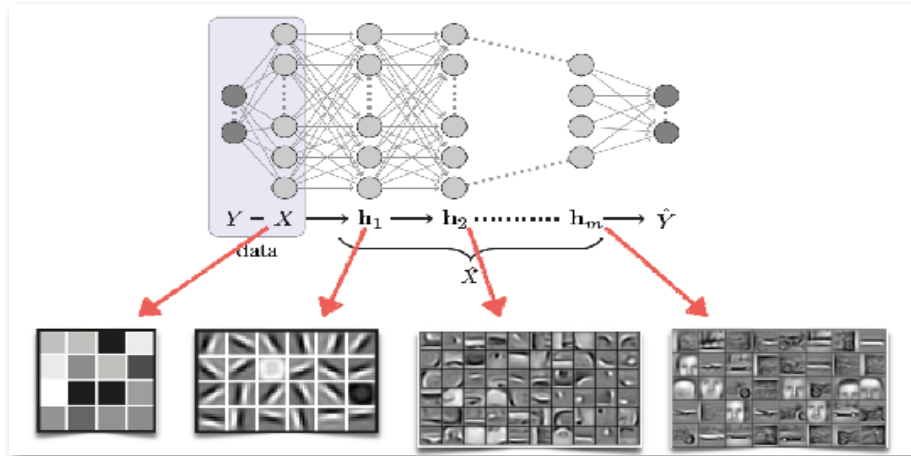 Y – X → h₁ → h₂ ········ hₘ → Ŷ
data
X̂